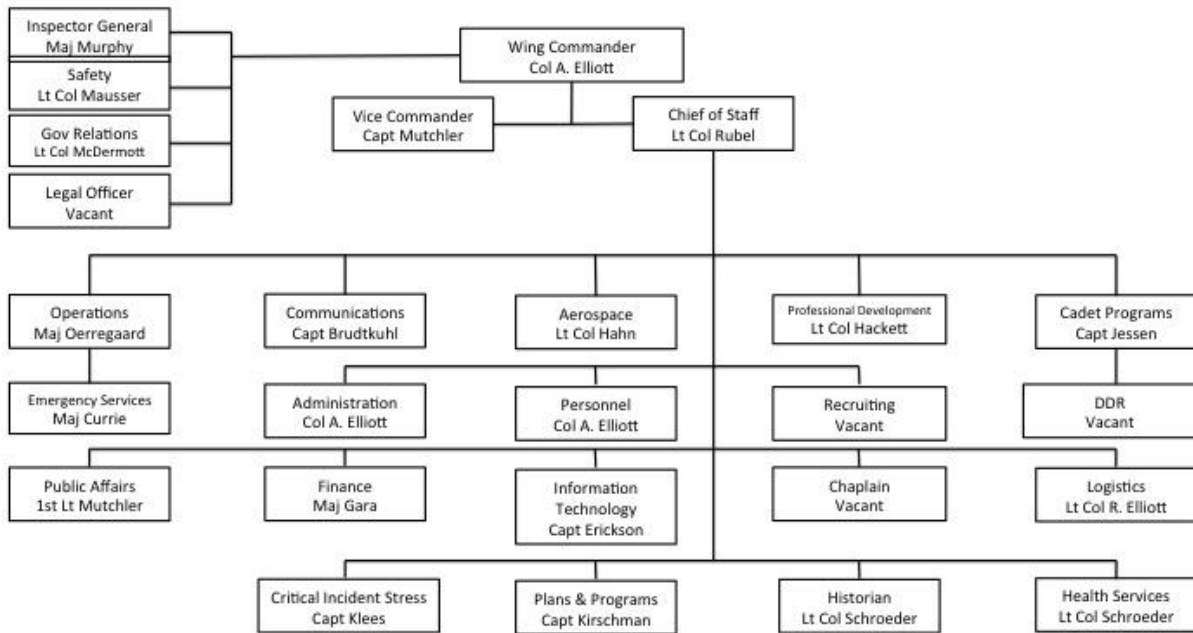 Inspector General
Maj Murphy
Safety
Lt Col Mausser
Gov Relations
Lt Col McDermott
Legal Officer
Vacant
Wing Commander
Col A. Elliott
Vice Commander
Capt Mutchler
Chief of Staff
Lt Col Rubel
Operations
Maj Oerregaard
Communications
Capt Brudtkuhl
Aerospace
Lt Col Hahn
Professional Development
Lt Col Hackett
Cadet Programs
Capt Jessen
Emergency Services
Maj Currie
Administration
Col A. Elliott
Personnel
Col A. Elliott
Recruiting
Vacant
DDR
Vacant
Public Affairs
1st Lt Mutchler
Finance
Maj Gara
Information
Technology
Capt Erickson
Chaplain
Vacant
Logistics
Lt Col R. Elliott
Critical Incident Stress
Capt Klees
Plans & Programs
Capt Kirschman
Historian
Lt Col Schroeder
Health Services
Lt Col Schroeder